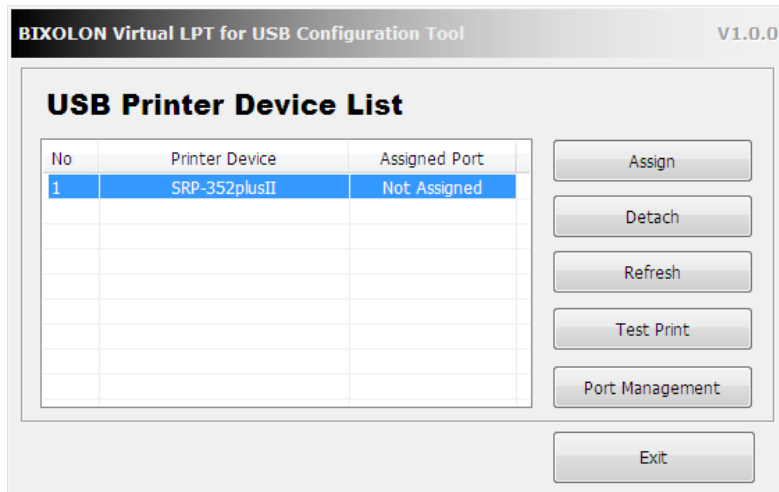 BIXOLON Virtual LPT for USB Configuration Tool V1.0.0
USB Printer Device List
No Printer Device Assigned Port
1 SRP-352plusII Not Assigned
Assign
Detach
Refresh
Test Print
Port Management
Exit